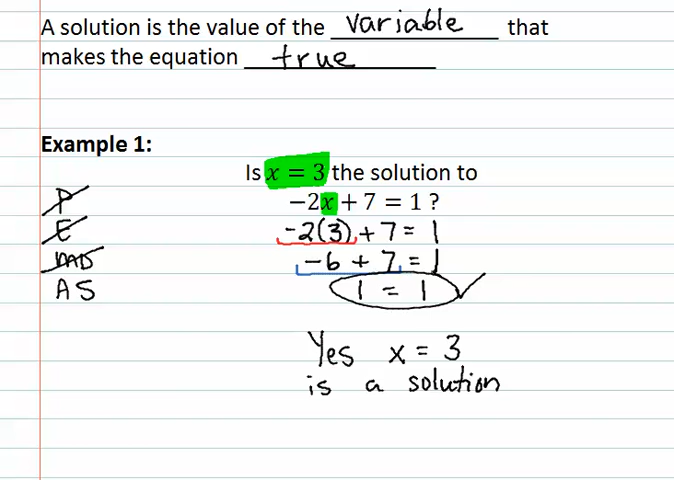 A solution is the value of the variable that
makes the equation true
Example 1:
Is x = 3 the solution to
P
−2x + 7 = 1 ?
E
-2(3) + 7 = 1
MD
-6 + 7 = 1
AS
1 = 1 ✓
Yes x = 3
is a solution